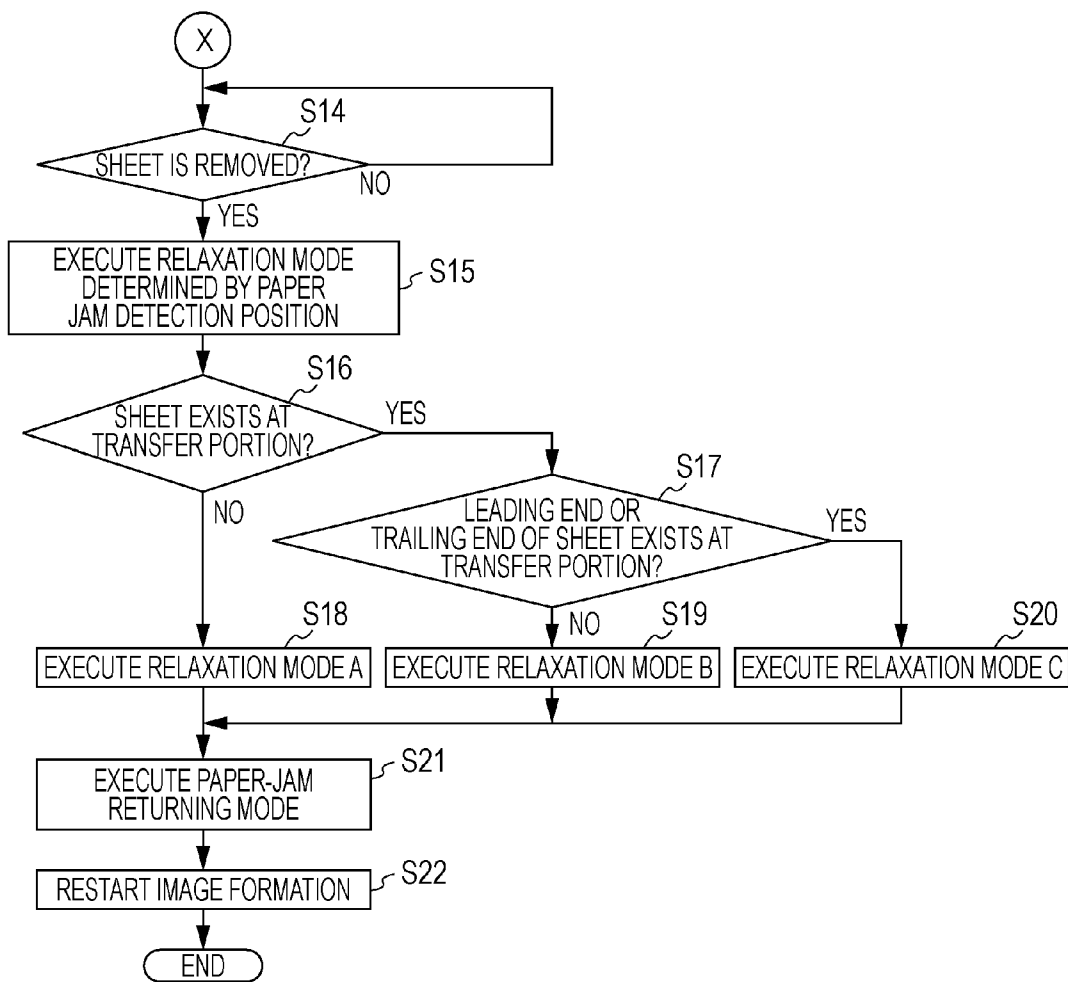 X
S14
SHEET IS REMOVED?
NO
YES
EXECUTE RELAXATION MODE
DETERMINED BY PAPER
JAM DETECTION POSITION
S15
S16
SHEET EXISTS AT
TRANSFER PORTION?
YES
NO
S17
LEADING END OR
TRAILING END OF SHEET EXISTS AT
TRANSFER PORTION?
YES
NO
S18
EXECUTE RELAXATION MODE A
S19
EXECUTE RELAXATION MODE B
S20
EXECUTE RELAXATION MODE C
S21
EXECUTE PAPER-JAM
RETURNING MODE
S22
RESTART IMAGE FORMATION
END